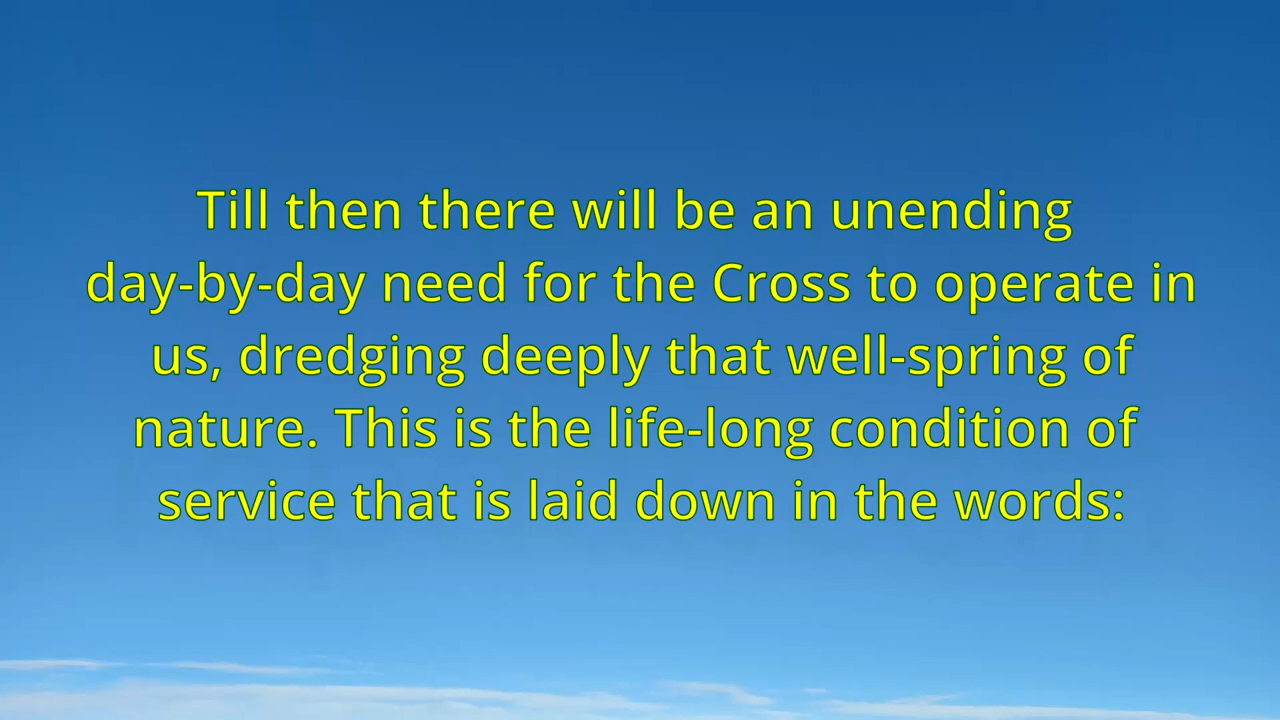 Till then there will be an unending
day-by-day need for the Cross to operate in
us, dredging deeply that well-spring of
nature. This is the life-long condition of
service that is laid down in the words: